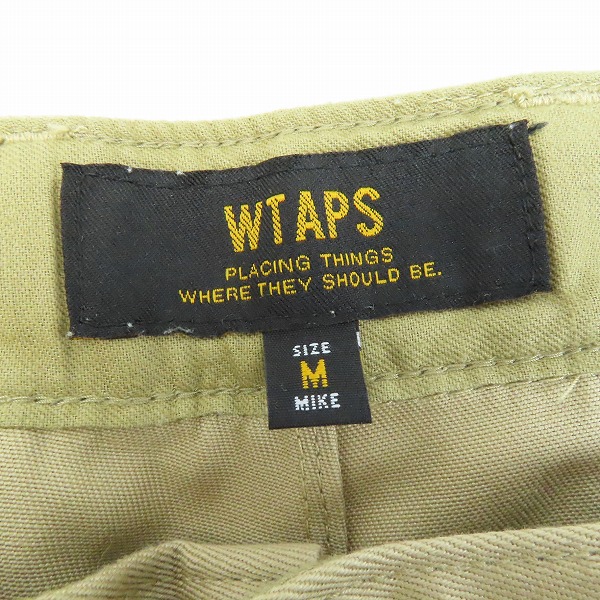 WTAPS
PLACING THINGS
WHERE THEY SHOULD BE.
SIZE
M
MIKE